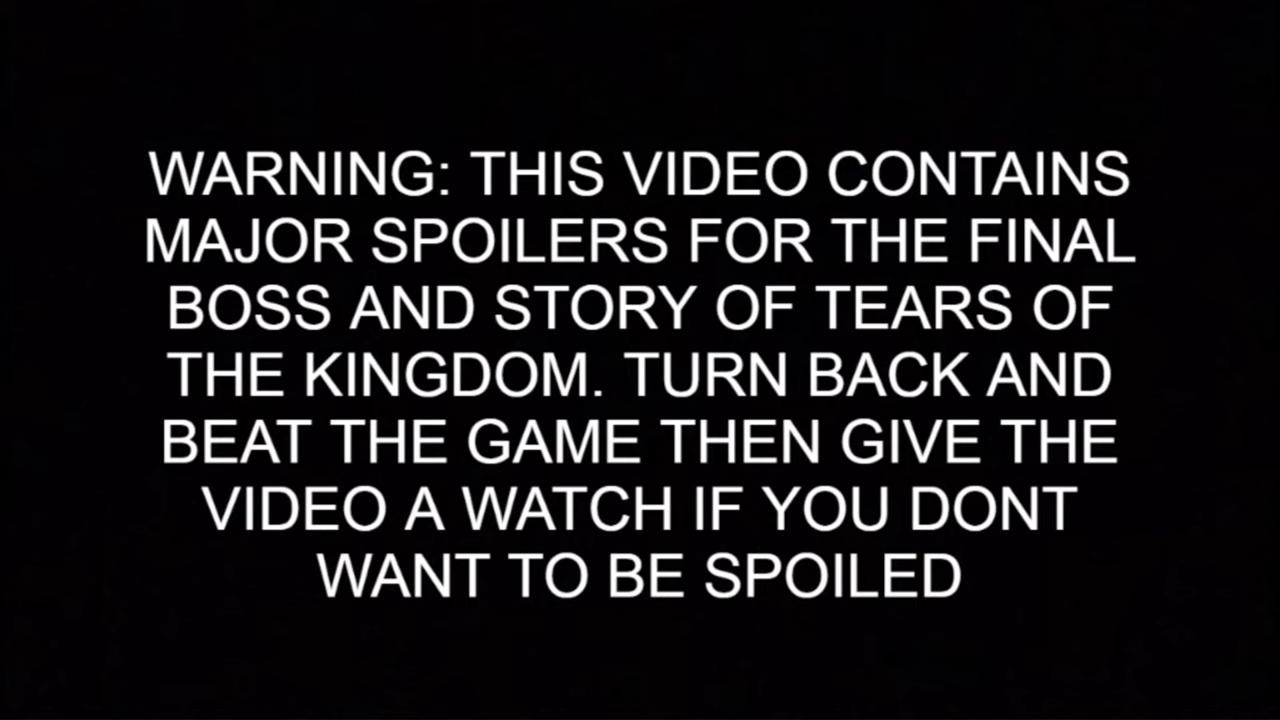 WARNING: THIS VIDEO CONTAINS
MAJOR SPOILERS FOR THE FINAL
BOSS AND STORY OF TEARS OF
THE KINGDOM. TURN BACK AND
BEAT THE GAME THEN GIVE THE
VIDEO A WATCH IF YOU DONT
WANT TO BE SPOILED